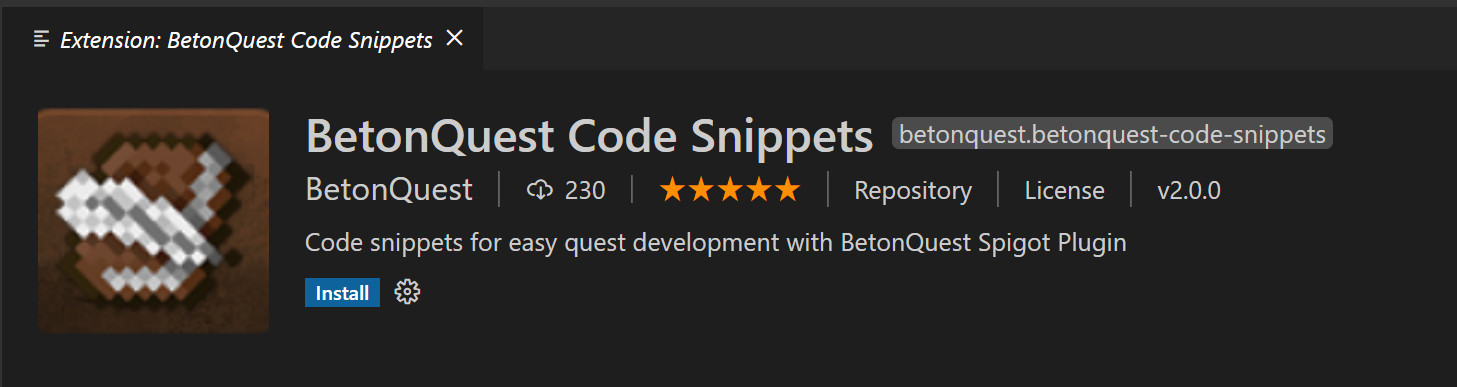 Extension: BetonQuest Code Snippets
BetonQuest Code Snippets betonquest.betonquest-code-snippets
BetonQuest 230 Repository License v2.0.0
Code snippets for easy quest development with BetonQuest Spigot Plugin
Install